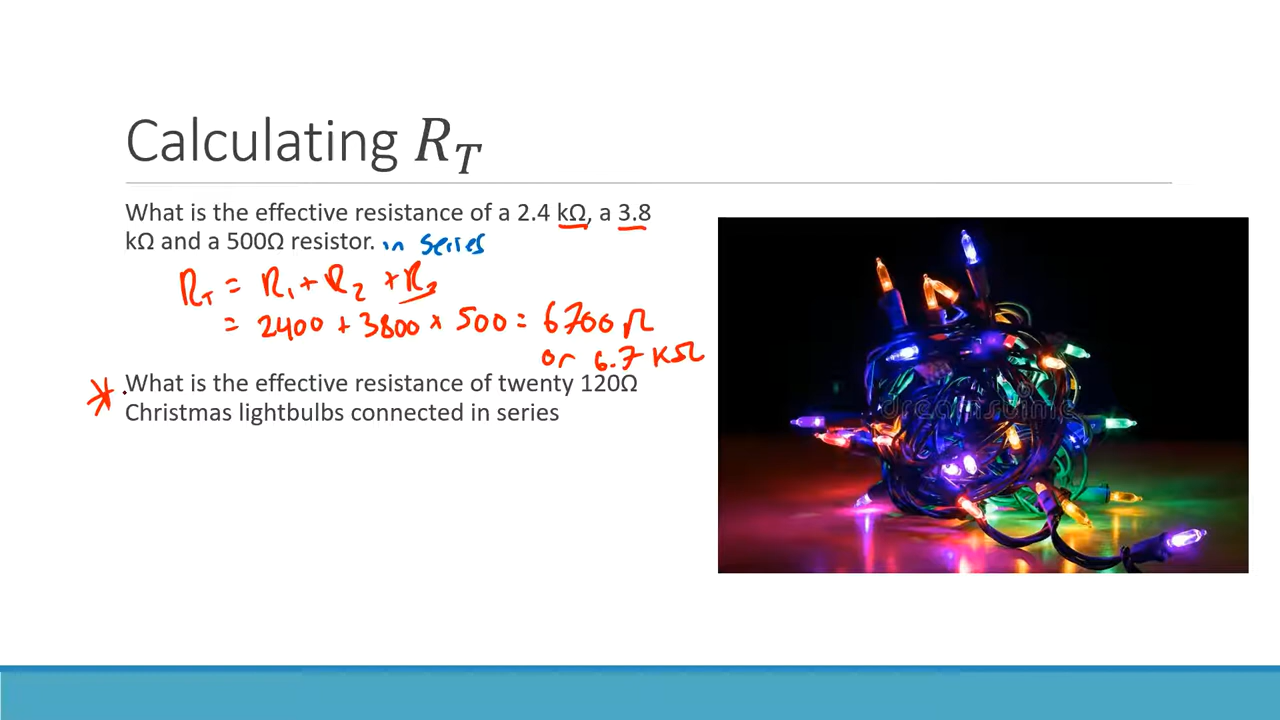 Calculating R_T
What is the effective resistance of a 2.4 kΩ, a 3.8
kΩ and a 500Ω resistor. in series
R_T = R_1 + R_2 + R_3
= 2400 + 3800 + 500 = 6700 Ω
or 6.7 KΩ
* What is the effective resistance of twenty 120Ω
Christmas lightbulbs connected in series
dreamstime